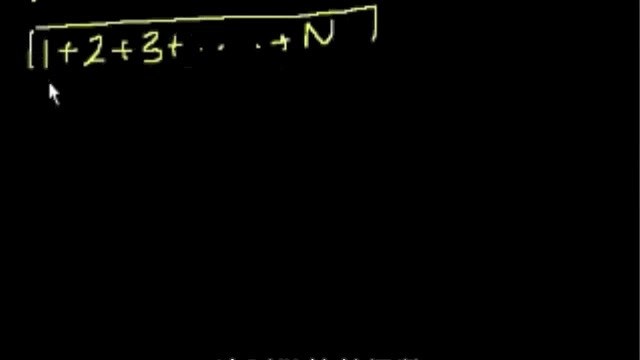 1+2+3+ . . . . + N